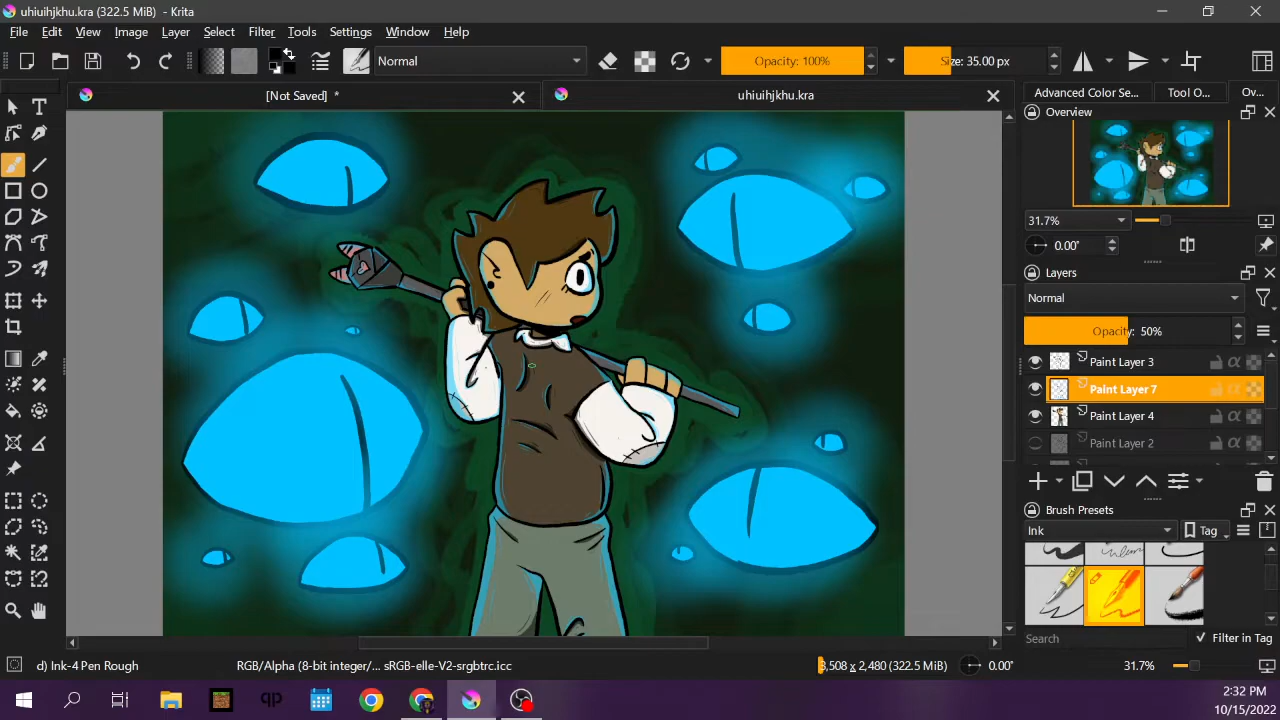 uhiuihjkhu.kra (322.5 MiB) - Krita
File Edit View Image Layer Select Filter Tools Settings Window Help
Normal
Opacity: 100%
Size: 35.00 px
[Not Saved] *
uhiuihjkhu.kra
Advanced Color Se...
Tool O...
Ov...
Overview
31.7%
0.00°
Layers
Normal
Opacity: 50%
Paint Layer 3
Paint Layer 7
Paint Layer 4
Paint Layer 2
Brush Presets
Ink
Tag
Search
Filter in Tag
d) Ink-4 Pen Rough
RGB/Alpha (8-bit integer/... sRGB-elle-V2-srgbtrc.icc
3,508 x 2,480 (322.5 MiB)
0.00°
31.7%
qp
2:32 PM
10/15/2022